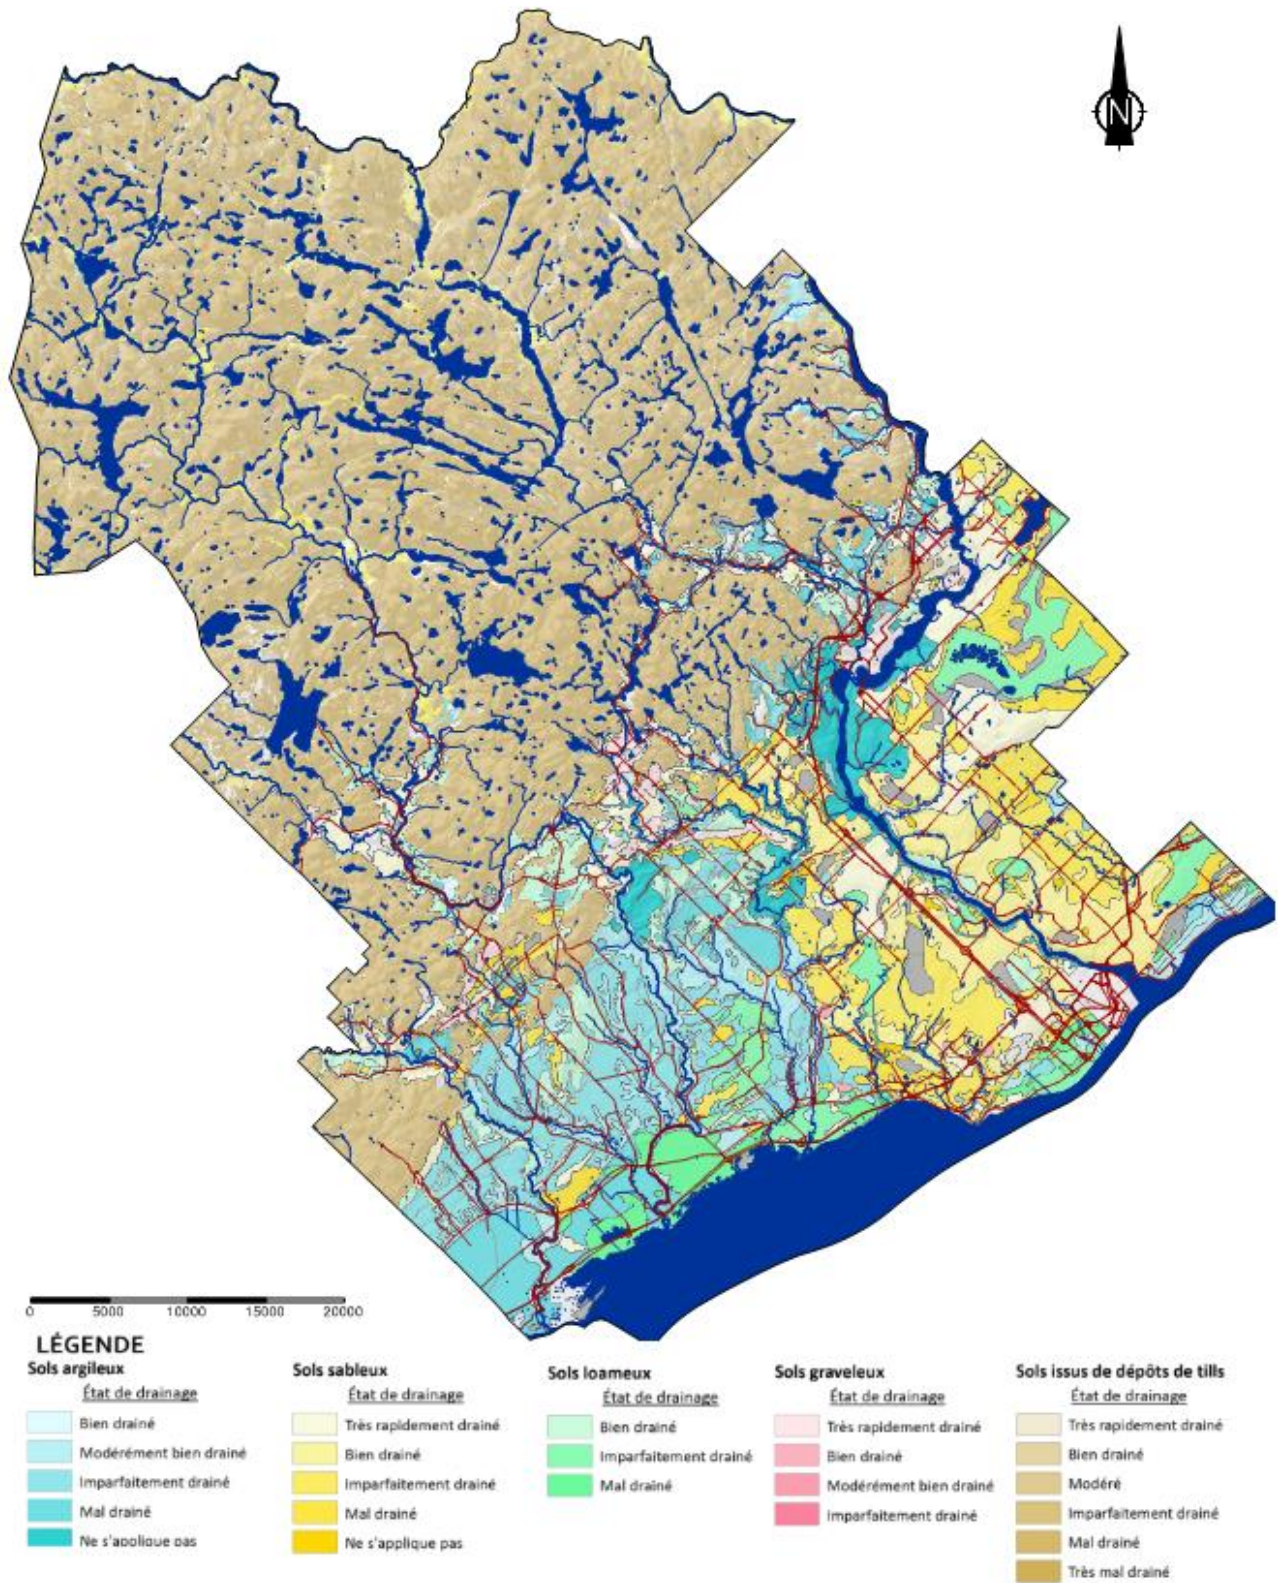 N
0 5000 10000 15000 20000
LÉGENDE
Sols argileux
État de drainage
Bien drainé
Modérément bien drainé
Imparfaitement drainé
Mal drainé
Ne s'applique pas
Sols sableux
État de drainage
Très rapidement drainé
Bien drainé
Imparfaitement drainé
Mal drainé
Ne s'applique pas
Sols loameux
État de drainage
Bien drainé
Imparfaitement drainé
Mal drainé
Sols graveleux
État de drainage
Très rapidement drainé
Bien drainé
Modérément bien drainé
Imparfaitement drainé
Sols issus de dépôts de tills
État de drainage
Très rapidement drainé
Bien drainé
Modéré
Imparfaitement drainé
Mal drainé
Très mal drainé